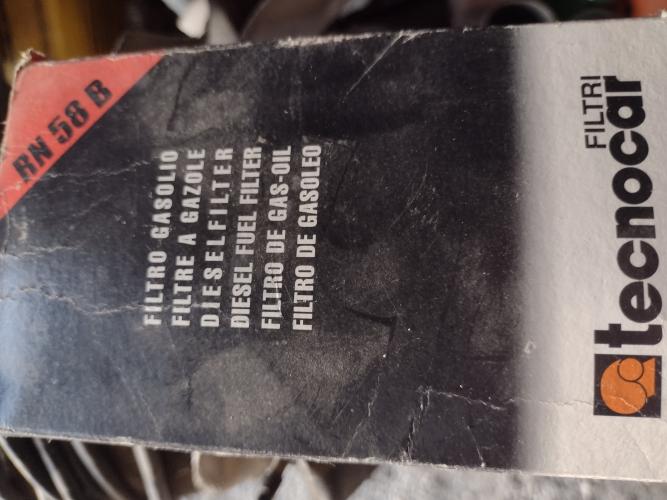 RN 58 B
FILTRO GASOLIO
FILTRE A GAZOLE
DIESELFILTER
DIESEL FUEL FILTER
FILTRO DE GAS-OIL
FILTRO DE GASOLEO
FILTRI
tecnocar